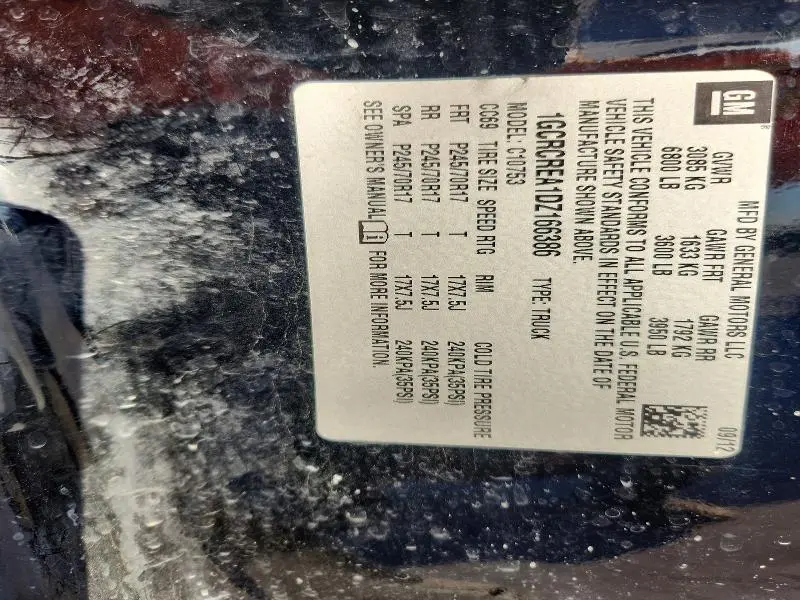 GM
MFD BY GENERAL MOTORS LLC
09/12
GVWR GAWR FRT GAWR RR
3085 KG 1633 KG 1792 KG
6800 LB 3600 LB 3950 LB
THIS VEHICLE CONFORMS TO ALL APPLICABLE U.S. FEDERAL MOTOR
VEHICLE SAFETY STANDARDS IN EFFECT ON THE DATE OF
MANUFACTURE SHOWN ABOVE.
1GCRCREA1DZ166386 TYPE: TRUCK
MODEL: C10753
CC69 TIRE SIZE SPEED RTG RIM COLD TIRE PRESSURE
FRT P245/70R17 T 17X7.5J 240KPA(35PSI)
RR P245/70R17 T 17X7.5J 240KPA(35PSI)
SPA P245/70R17 T 17X7.5J 240KPA(35PSI)
SEE OWNER'S MANUAL FOR MORE INFORMATION.